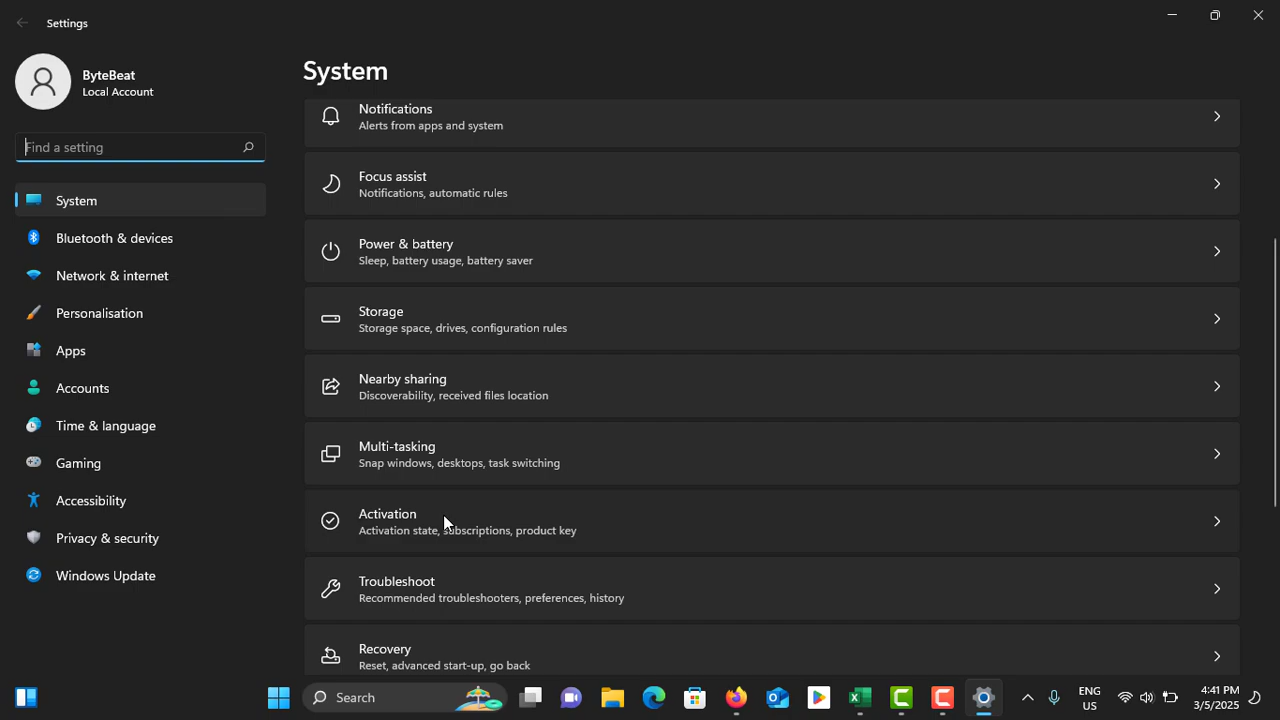 Settings
ByteBeat
Local Account
Find a setting
System
Bluetooth & devices
Network & internet
Personalisation
Apps
Accounts
Time & language
Gaming
Accessibility
Privacy & security
Windows Update
System
Notifications
Alerts from apps and system
Focus assist
Notifications, automatic rules
Power & battery
Sleep, battery usage, battery saver
Storage
Storage space, drives, configuration rules
Nearby sharing
Discoverability, received files location
Multi-tasking
Snap windows, desktops, task switching
Activation
Activation state, subscriptions, product key
Troubleshoot
Recommended troubleshooters, preferences, history
Recovery
Reset, advanced start-up, go back
Search
ENG
US
4:41 PM
3/5/2025